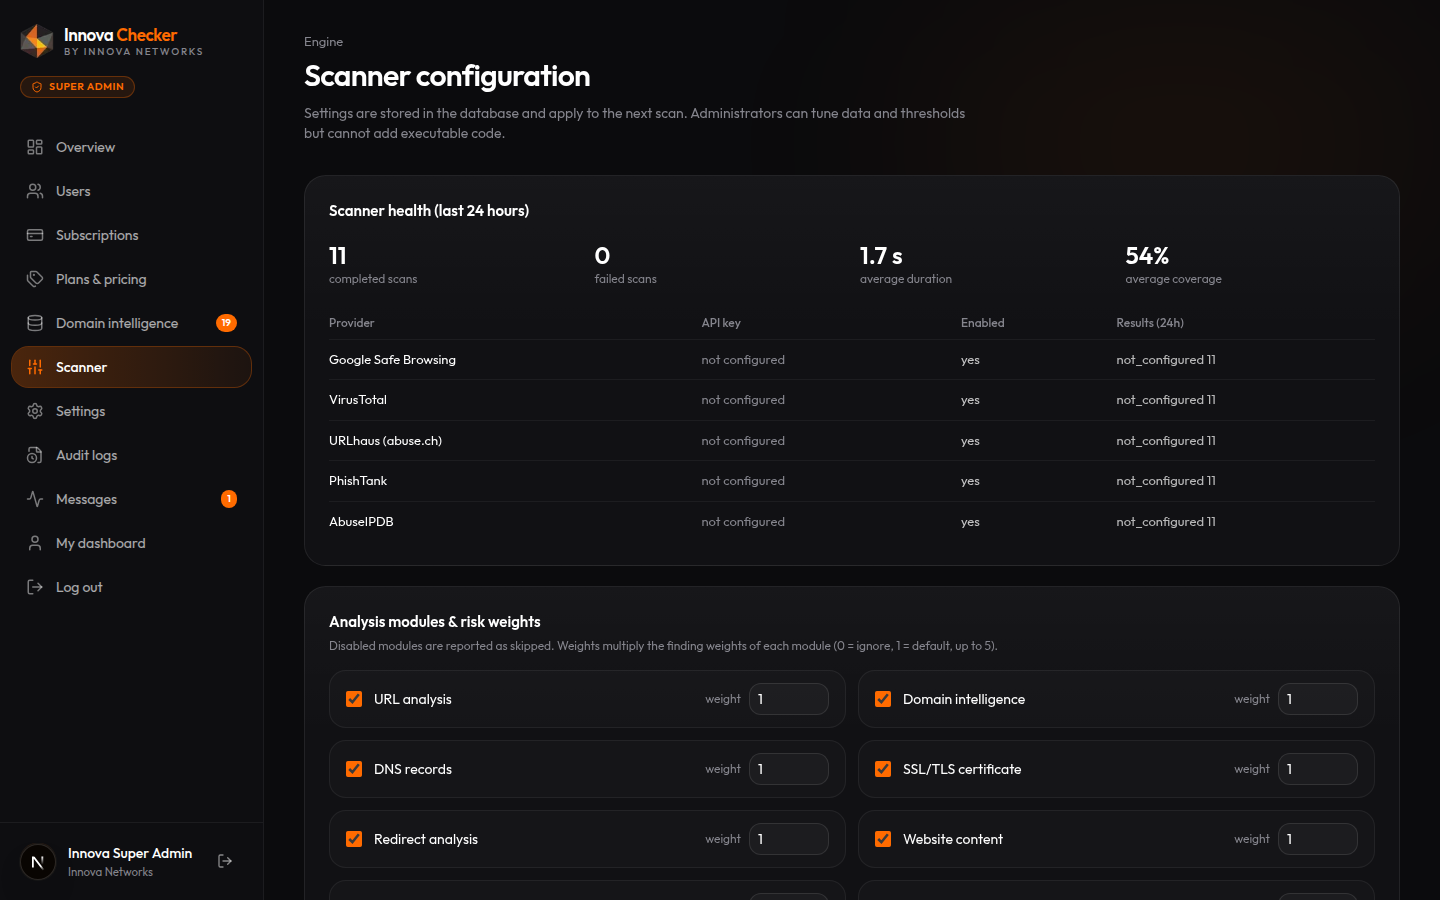 Innova Checker
BY INNOVA NETWORKS
SUPER ADMIN
Overview
Users
Subscriptions
Plans & pricing
Domain intelligence 19
Scanner
Settings
Audit logs
Messages 1
My dashboard
Log out
N
Innova Super Admin
Innova Networks
Engine
Scanner configuration
Settings are stored in the database and apply to the next scan. Administrators can tune data and thresholds
but cannot add executable code.
Scanner health (last 24 hours)
11 0 1.7 s 54%
completed scans failed scans average duration average coverage
Provider API key Enabled Results (24h)
Google Safe Browsing not configured yes not_configured 11
VirusTotal not configured yes not_configured 11
URLhaus (abuse.ch) not configured yes not_configured 11
PhishTank not configured yes not_configured 11
AbuseIPDB not configured yes not_configured 11
Analysis modules & risk weights
Disabled modules are reported as skipped. Weights multiply the finding weights of each module (0 = ignore, 1 = default, up to 5).
URL analysis weight 1 Domain intelligence weight 1
DNS records weight 1 SSL/TLS certificate weight 1
Redirect analysis weight 1 Website content weight 1